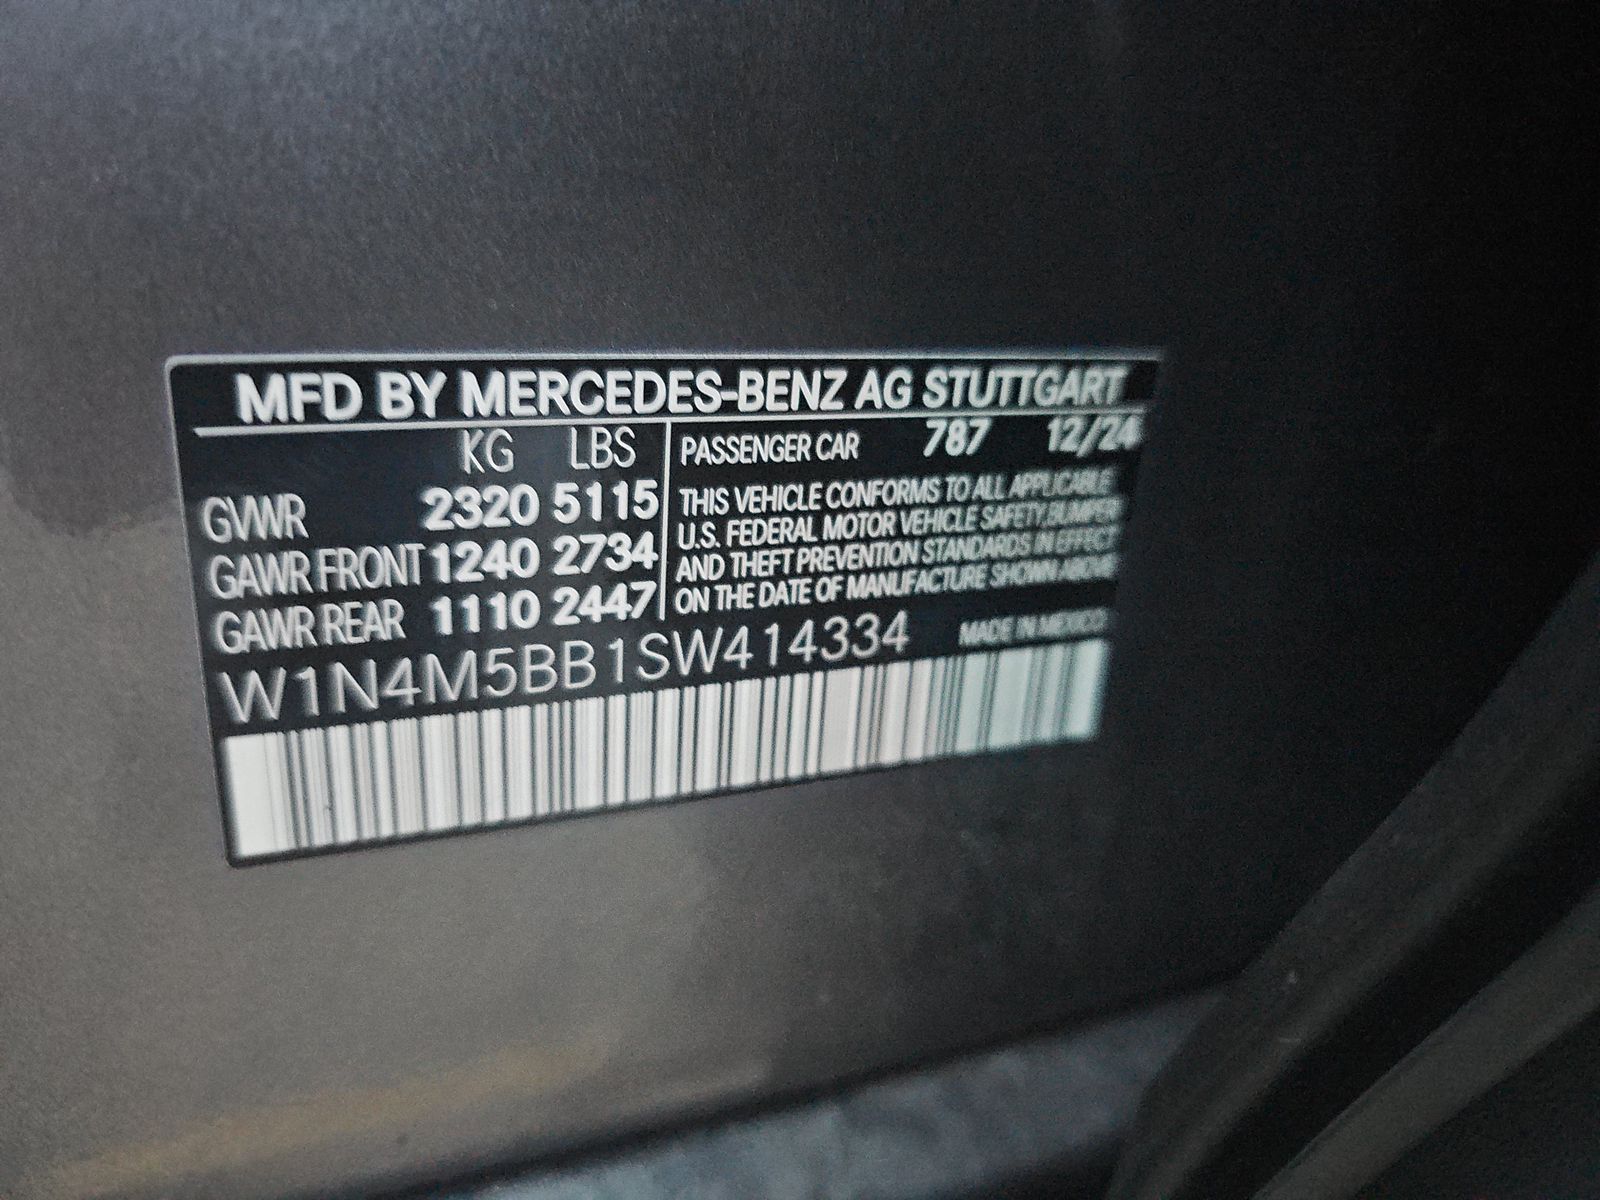 MFD BY MERCEDES-BENZ AG STUTTGART
KG LBS
GVWR 2320 5115
GAWR FRONT 1240 2734
GAWR REAR 1110 2447
PASSENGER CAR 787 12/24
THIS VEHICLE CONFORMS TO ALL APPLICABLE
U.S. FEDERAL MOTOR VEHICLE SAFETY, BUMPER
AND THEFT PREVENTION STANDARDS IN EFFECT
ON THE DATE OF MANUFACTURE SHOWN ABOVE
W1N4M5BB1SW414334
MADE IN MEXICO